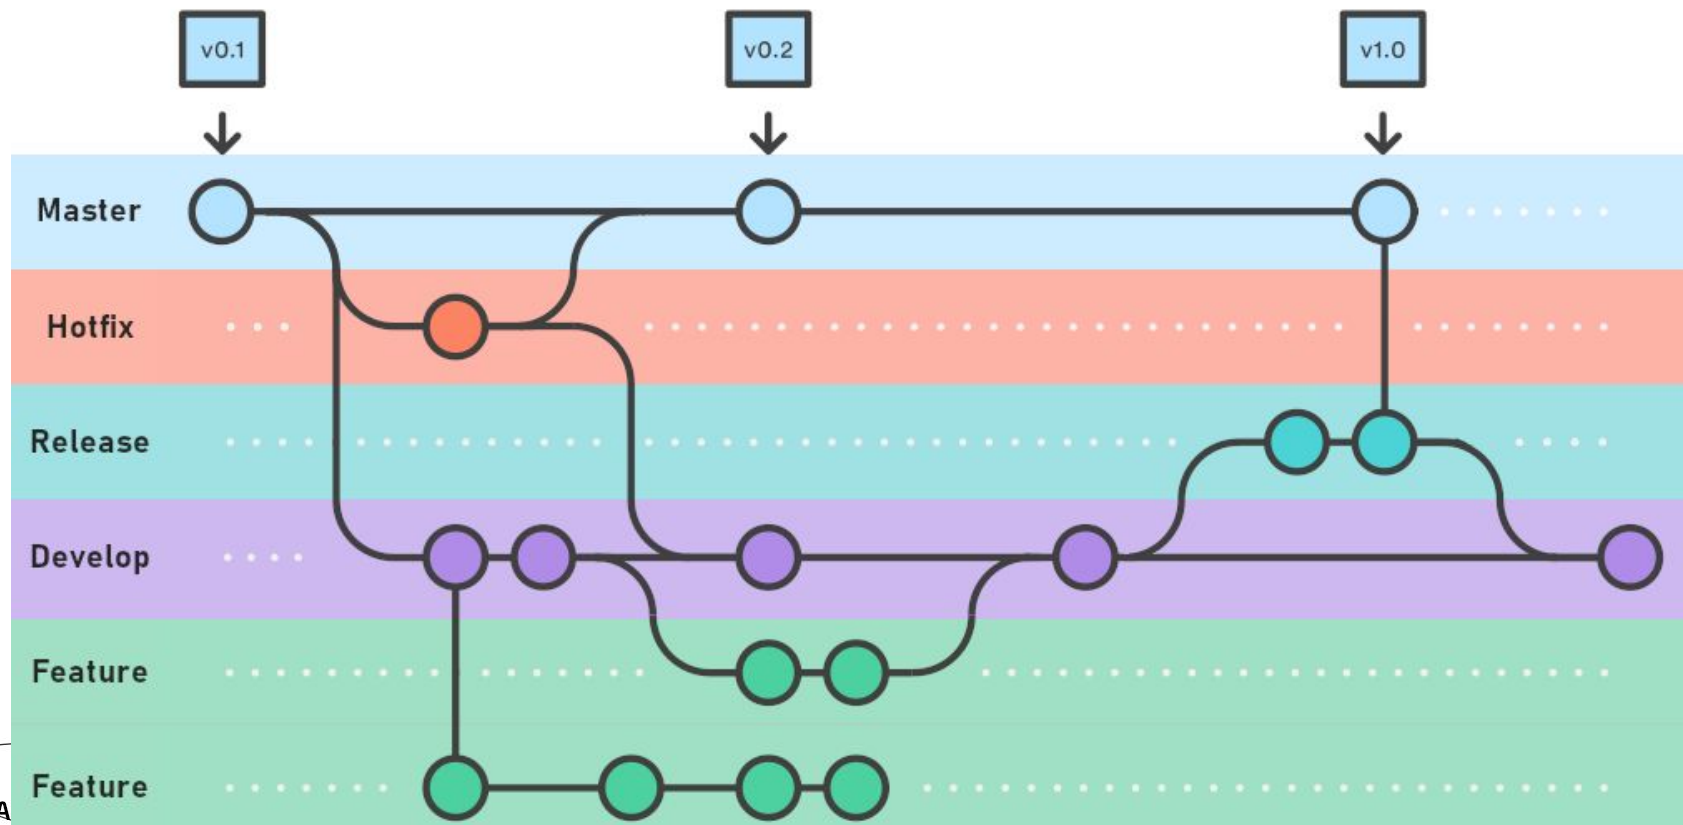 v0.1
v0.2
v1.0
Master
Hotfix
Release
Develop
Feature
Feature
A